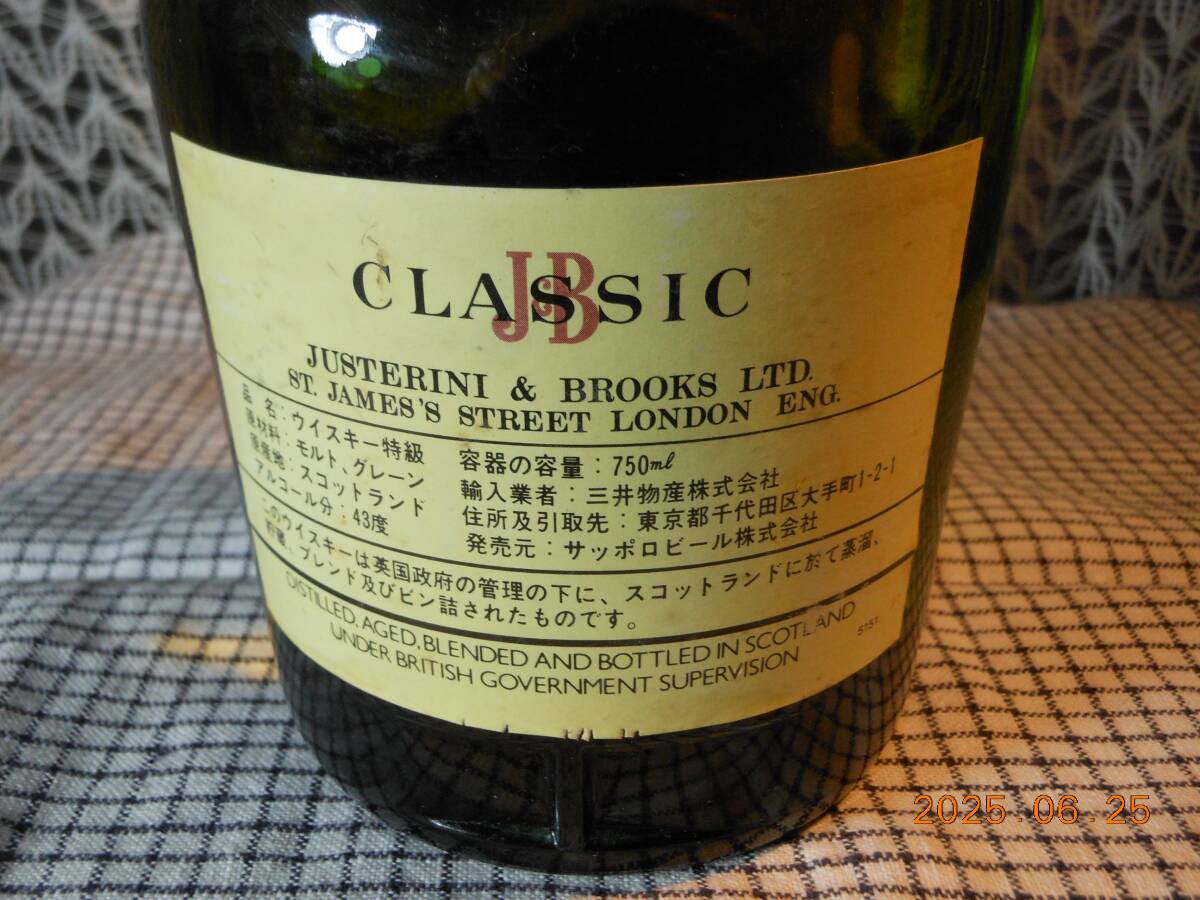 J&B
CLASSIC
JUSTERINI & BROOKS LTD.
ST. JAMES'S STREET LONDON ENG.
品名：ウイスキー特級
原材料：モルト、グレーン
原産地：スコットランド
アルコール分：43度
容器の容量：750ml
輸入業者：三井物産株式会社
住所及引取先：東京都千代田区大手町1-2-1
発売元：サッポロビール株式会社
このウイスキーは英国政府の管理の下に、スコットランドに於て蒸溜、
貯蔵、ブレンド及びビン詰されたものです。
DISTILLED, AGED, BLENDED AND BOTTLED IN SCOTLAND
UNDER BRITISH GOVERNMENT SUPERVISION
5151
2025.06.25